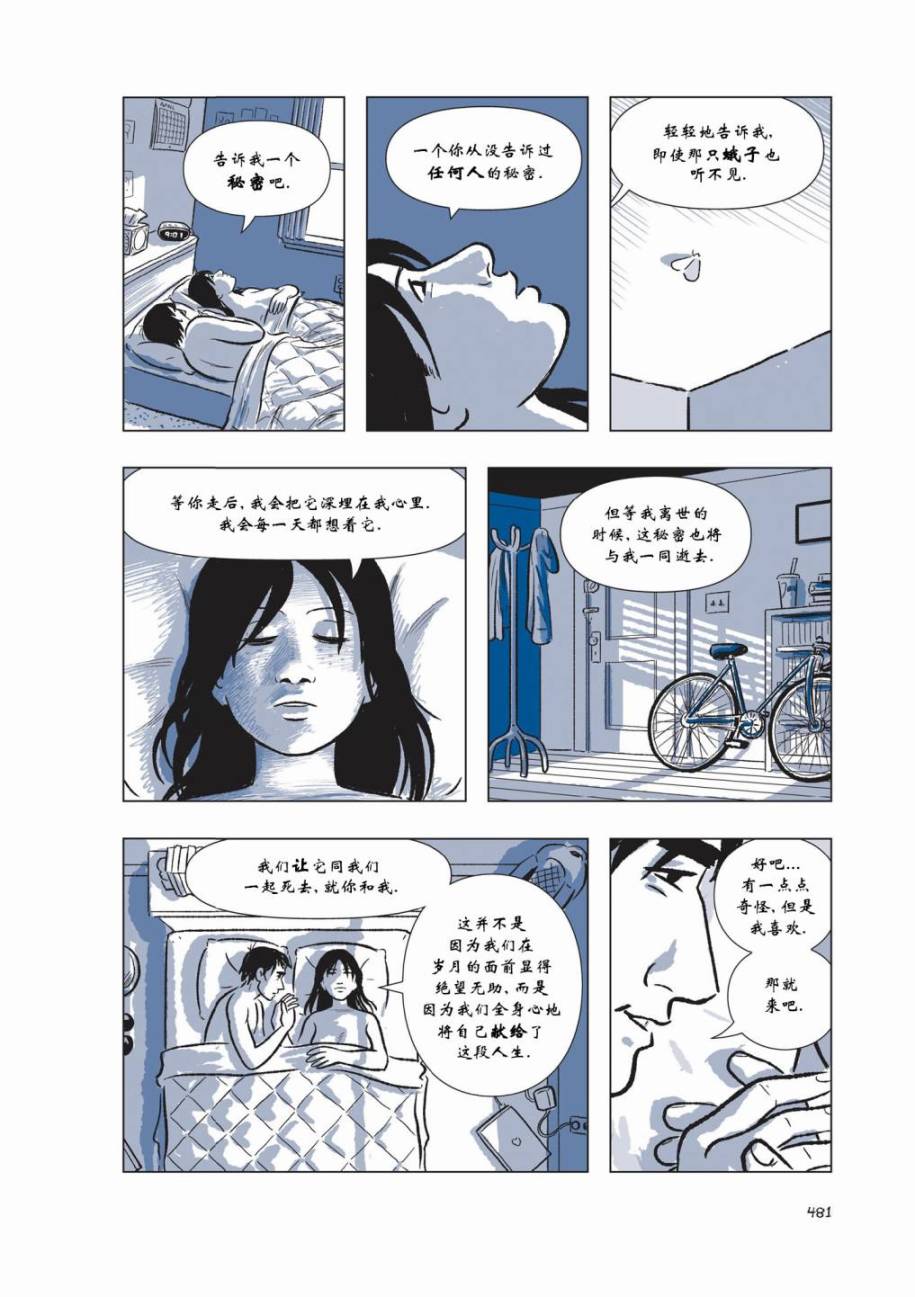 APRIL
9:01
告诉我一个
秘密吧.
一个你从没告诉过
任何人的秘密.
轻轻地告诉我,
即使那只蛾子也
听不见.
等你走后, 我会把它深埋在我心里.
我会每一天都想着它.
但等我离世的
时候, 这秘密也将
与我一同逝去.
我们让它同我们
一起死去, 就你和我.
这并不是
因为我们在
岁月的面前显得
绝望无助, 而是
因为我们全身心地
将自己献给了
这段人生.
好吧...
有一点点
奇怪, 但是
我喜欢.
那就
来吧.
481